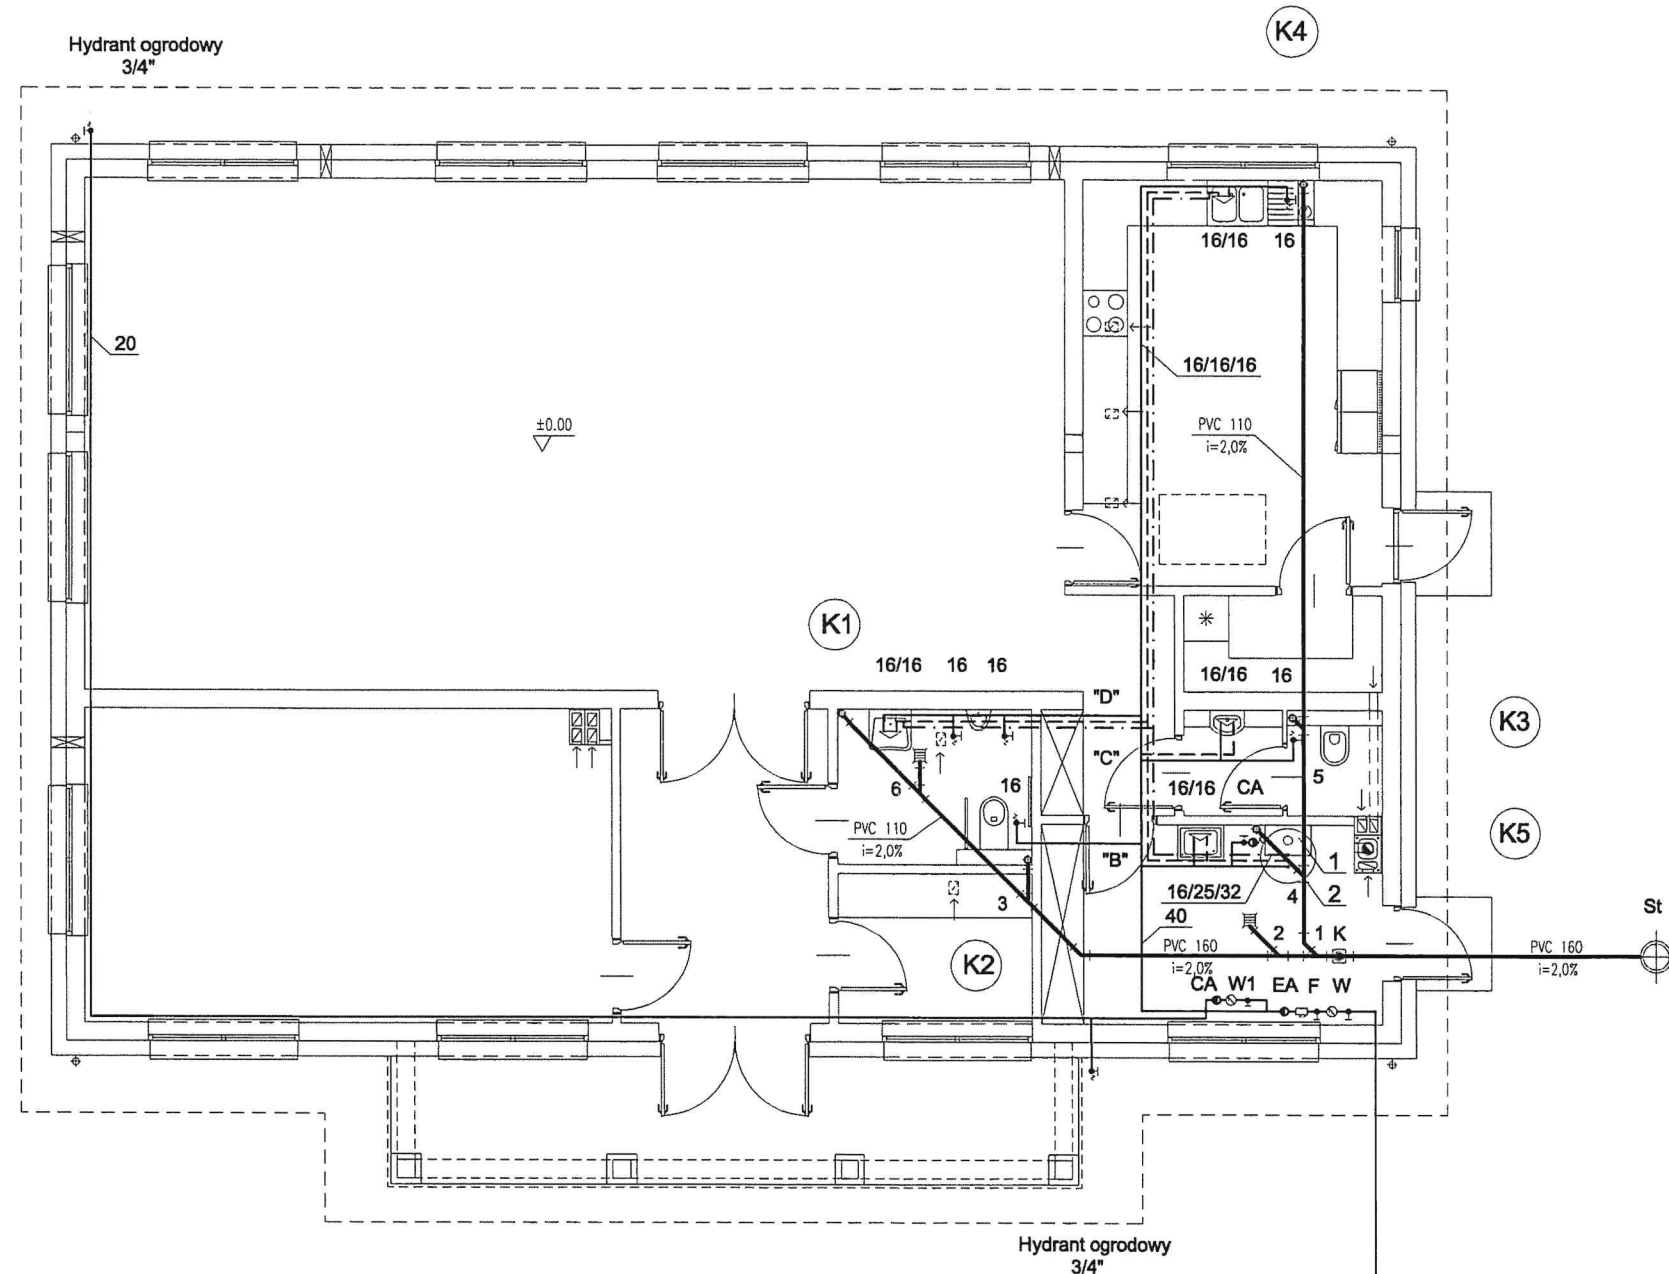 K4
Hydrant ogrodowy
3/4"
16/16
16
20
16/16/16
±0.00
PVC 110
i=2,0%
K1
16/16
16
16
"D"
16/16
16
K3
"C"
6
16
16/16
CA
5
PVC 110
i=2,0%
K5
"B"
1
16/25/32
4
2
3
40
St
2
1
K
PVC 160
i=2,0%
PVC 160
i=2,0%
K2
CA
W1
EA
F
W
Hydrant ogrodowy
3/4"